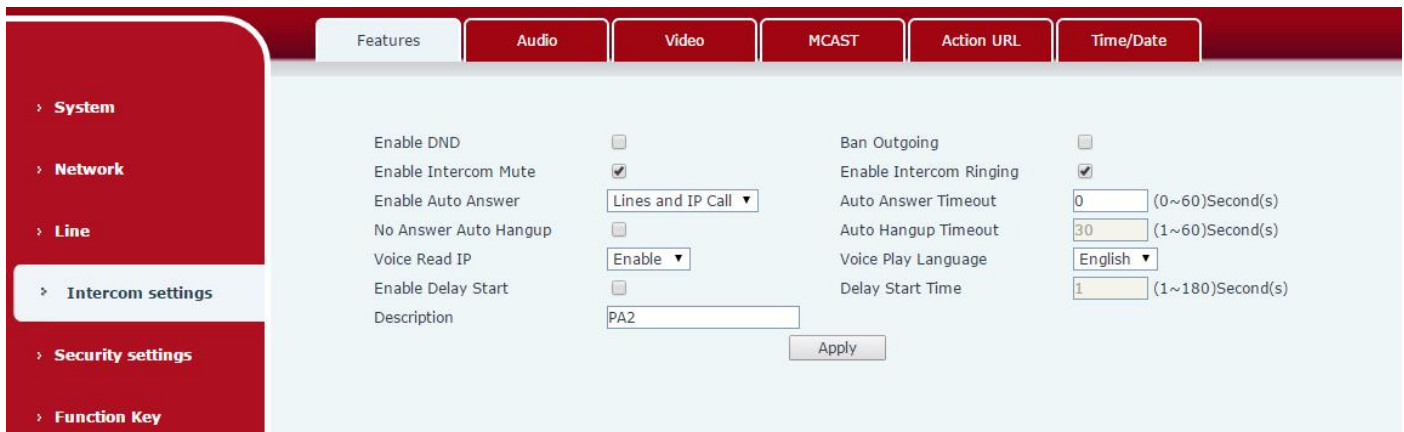 Features Audio Video MCAST Action URL Time/Date
System
Network
Line
Intercom settings
Security settings
Function Key
Enable DND Ban Outgoing
Enable Intercom Mute Enable Intercom Ringing
Enable Auto Answer Lines and IP Call Auto Answer Timeout 0 (0~60)Second(s)
No Answer Auto Hangup Auto Hangup Timeout 30 (1~60)Second(s)
Voice Read IP Enable Voice Play Language English
Enable Delay Start Delay Start Time 1 (1~180)Second(s)
Description PA2
Apply